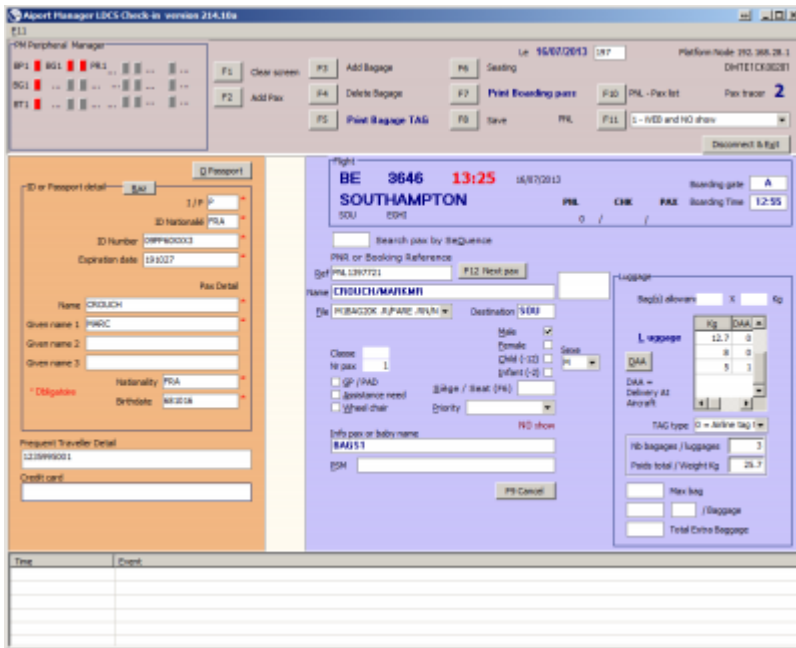 Aiport Manager LDCS Check-in version 214.10a
F11
PM Peripheral Manager
BP1 BG1 PR1
BG1
BT1
F1 Clear screen
F2 Add Pax
F3 Add Bagage
F4 Delete Bagage
F5 Print Bagage TAG
F6 Seating
F7 Print Boarding pass
F8 Save PNL
Le 16/07/2013 197
F10 PNL - Pax list
F11 1 - WEB and NO show
Platform Node 192.168.28.1
Pax tracer 2
Disconnect & Exit
Passport
ID or Passport detail
I / P P *
ID Nationalité FRA *
ID Number *
Expiration date 191027 *
Pax Detail
Name CROUCH *
Given name 1 MARC *
Given name 2
Given name 3
* Obligatoire
Nationality FRA *
Birthdate 681016 *
Frequent Traveller Detail
1235995001
Credit card
Flight
BE 3646 13:25 16/07/2013
Boarding gate A
SOUTHAMPTON PNL CHK PAX Boarding Time 12:55
SOU EGHI 0 / /
Search pax by SeQuence
PNR or Booking Reference
Ref PNL1397721 F12 Next pax
Name CROUCH/MARKMR
File Destination SOU
Male
Female
Child (-12)
Infant (-2)
Sexe
M
Classe
Nr pax 1
GP / PAD
Assistance need
Wheel chair
Siège / Seat (F6)
Priority
NO show
Info pax or baby name
BAGS1
PSM
F9 Cancel
Luggage
Bag(s) allowan X Kg
Luggage
Kg DAA
12.7 0
8 0
5 1
DAA
DAA =
Delivery At
Aircraft
TAG type 0 = Airline tag
Nb bagages / luggages 3
Poids total / Weight Kg 25.7
Max bag
/ Baggage
Total Extra Baggage
Time Event